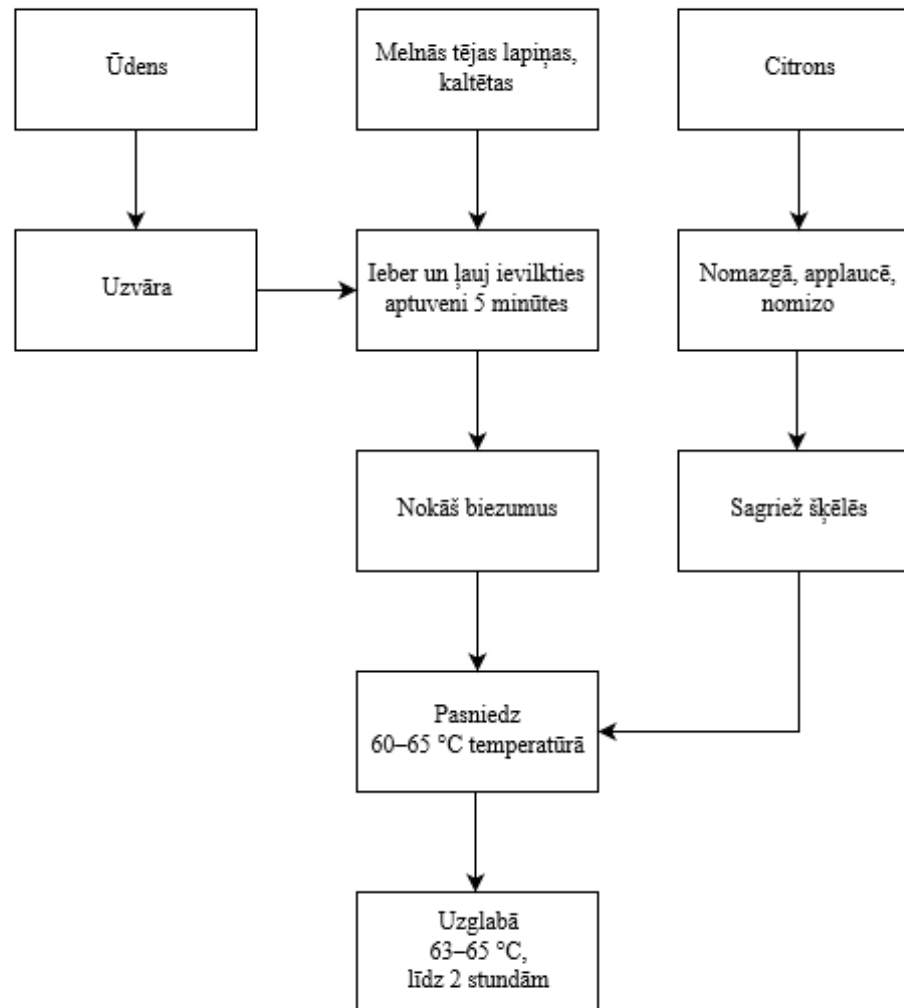 Ūdens
Melnās tējas lapiņas,
kaltētas
Citrons
Uzvāra
Ieber un ļauj ievilkties
aptuveni 5 minūtes
Nomazgā, applaucē,
nomizo
Nokāš biezumus
Sagriež šķēlēs
Pasniedz
60–65 °C temperatūrā
Uzglabā
63–65 °C,
līdz 2 stundām